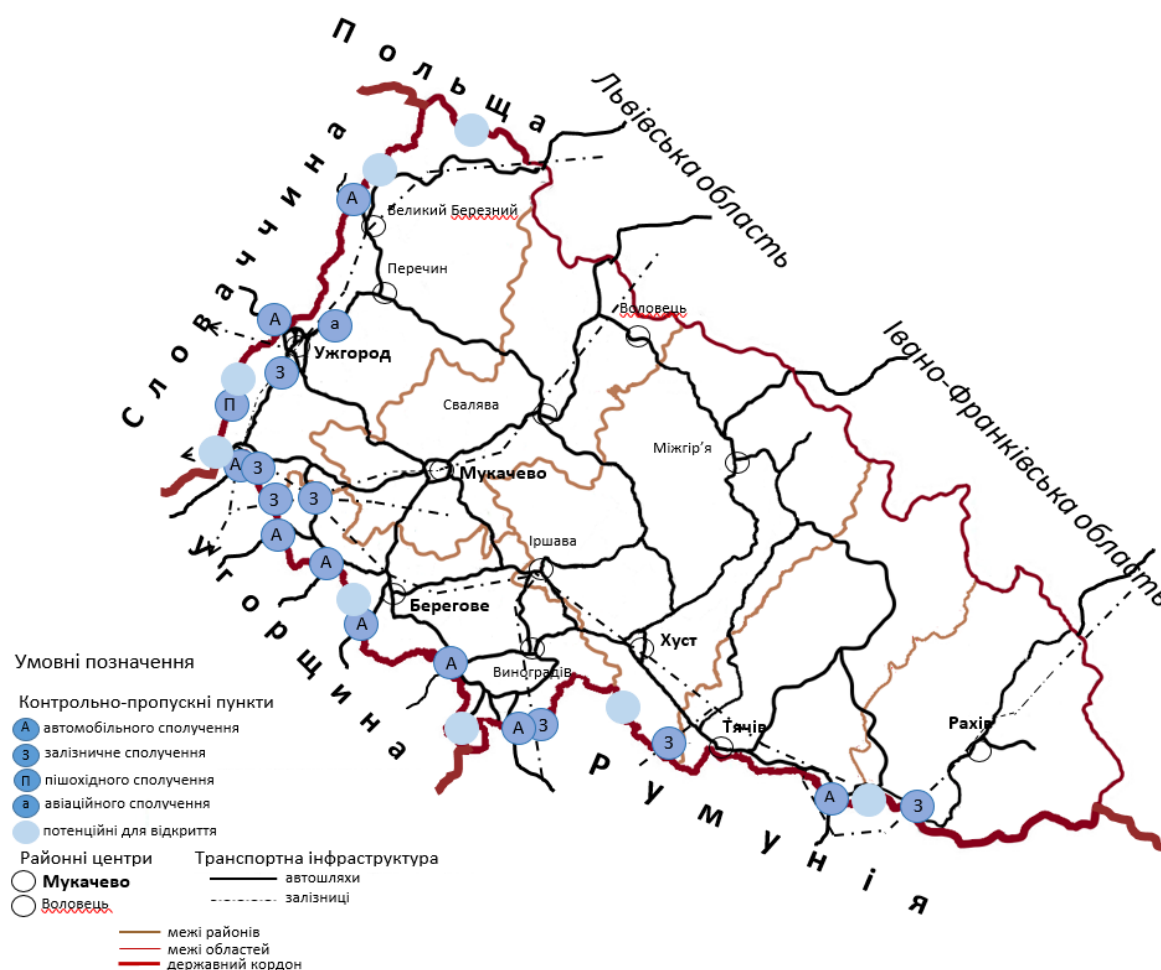 Польща
Словаччина
Львівська область
А
Великий Березний
Перечин
А
а
Ужгород
З
Воловець
Івано-франківська область
П
Свалява
Міжгір’я
А
З
Мукачево
З
З
А
Іршава
А
Берегове
А
Угорщина
Хуст
А
Виноградів
А
З
З
Тячів
Рахів
А
З
Румунія
Умовні позначення
Контрольно-пропускні пункти
А автомобільного сполучення
З залізничне сполучення
П пішохідного сполучення
а авіаційного сполучення
потенційні для відкриття
Районні центри
Мукачево
Воловець
Транспортна інфраструктура
автошляхи
залізниці
межі районів
межі областей
державний кордон